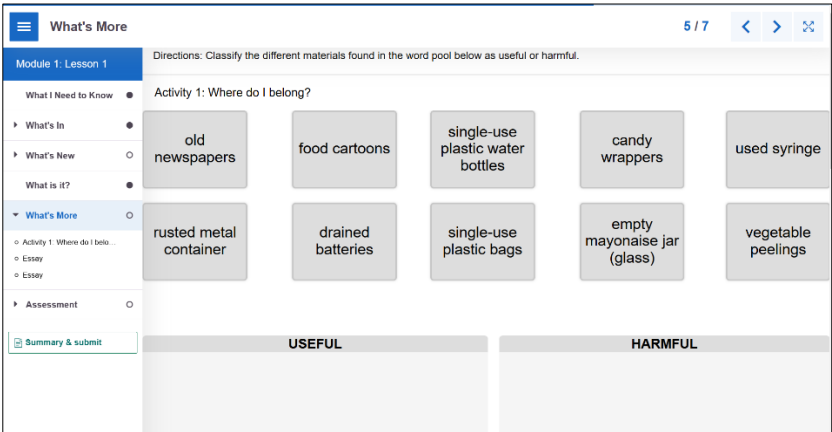 What's More
5 / 7
Module 1: Lesson 1
What I Need to Know
What's In
What's New
What is it?
What's More
Activity 1: Where do I belo...
Essay
Essay
Assessment
Summary & submit
Directions: Classify the different materials found in the word pool below as useful or harmful.
Activity 1: Where do I belong?
old
newspapers
food cartoons
single-use
plastic water
bottles
candy
wrappers
used syringe
rusted metal
container
drained
batteries
single-use
plastic bags
empty
mayonaise jar
(glass)
vegetable
peelings
USEFUL
HARMFUL